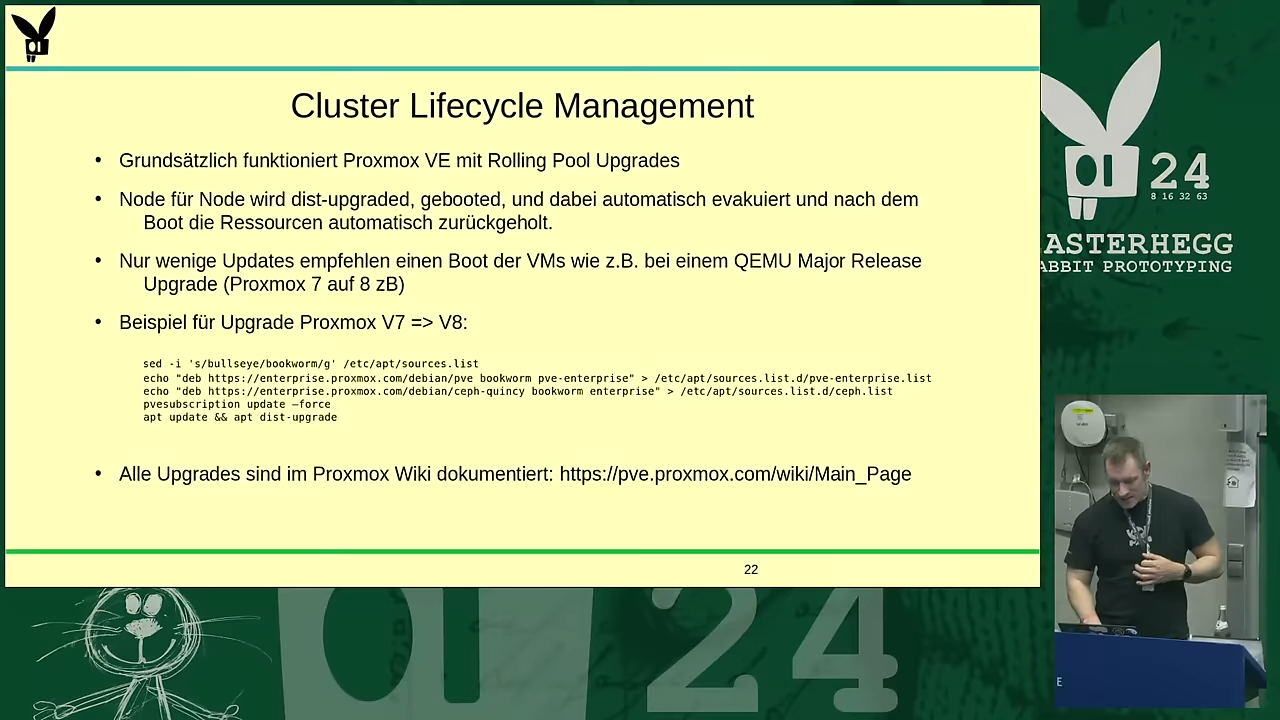 Cluster Lifecycle Management
• Grundsätzlich funktioniert Proxmox VE mit Rolling Pool Upgrades
• Node für Node wird dist-upgraded, gebooted, und dabei automatisch evakuiert und nach dem
Boot die Ressourcen automatisch zurückgeholt.
• Nur wenige Updates empfehlen einen Boot der VMs wie z.B. bei einem QEMU Major Release
Upgrade (Proxmox 7 auf 8 zB)
• Beispiel für Upgrade Proxmox V7 => V8:
sed -i 's/bullseye/bookworm/g' /etc/apt/sources.list
echo "deb https://enterprise.proxmox.com/debian/pve bookworm pve-enterprise" > /etc/apt/sources.list.d/pve-enterprise.list
echo "deb https://enterprise.proxmox.com/debian/ceph-quincy bookworm enterprise" > /etc/apt/sources.list.d/ceph.list
pvesubscription update –force
apt update && apt dist-upgrade
• Alle Upgrades sind im Proxmox Wiki dokumentiert: https://pve.proxmox.com/wiki/Main_Page
22
24
8 16 32 63
ASTERHEGG
ABBIT PROTOTYPING
24
E